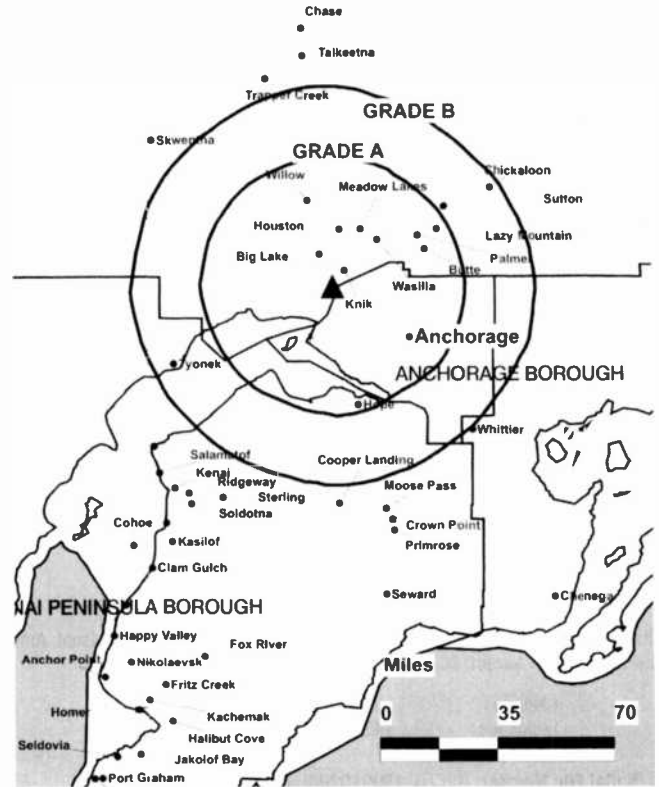 Chase
Talkeetna
Trapper Creek
GRADE B
Skwentna
GRADE A
Chickaloon
Willow
Meadow Lakes
Sutton
Houston
Lazy Mountain
Big Lake
Palmer
Butte
Wasilla
Knik
Anchorage
Tyonek
ANCHORAGE BOROUGH
Hope
Whittier
Salamatof
Cooper Landing
Kenai
Ridgeway
Moose Pass
Sterling
Soldotna
Cohoe
Crown Point
Kasilof
Primrose
Clam Gulch
Seward
Chenega
NAI PENINSULA BOROUGH
Happy Valley
Fox River
Anchor Point
Nikolaevsk
Miles
Fritz Creek
Homer
Kachemak
0 35 70
Halibut Cove
Seldovia
Jakolof Bay
Port Graham